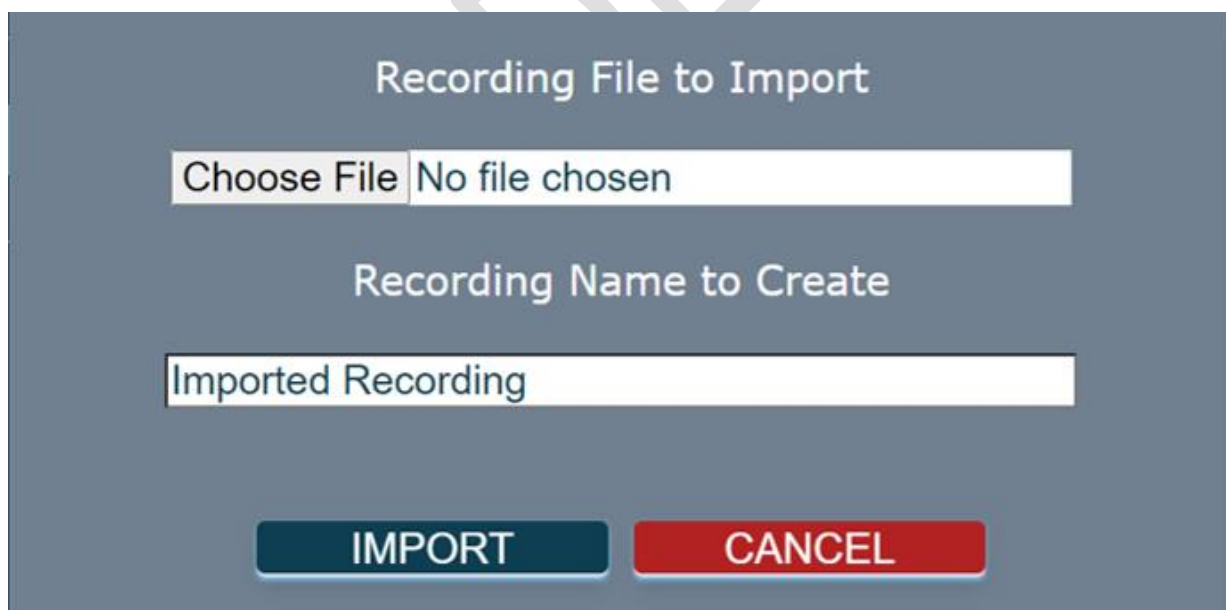 Recording File to Import
Choose File No file chosen
Recording Name to Create
Imported Recording
IMPORT CANCEL